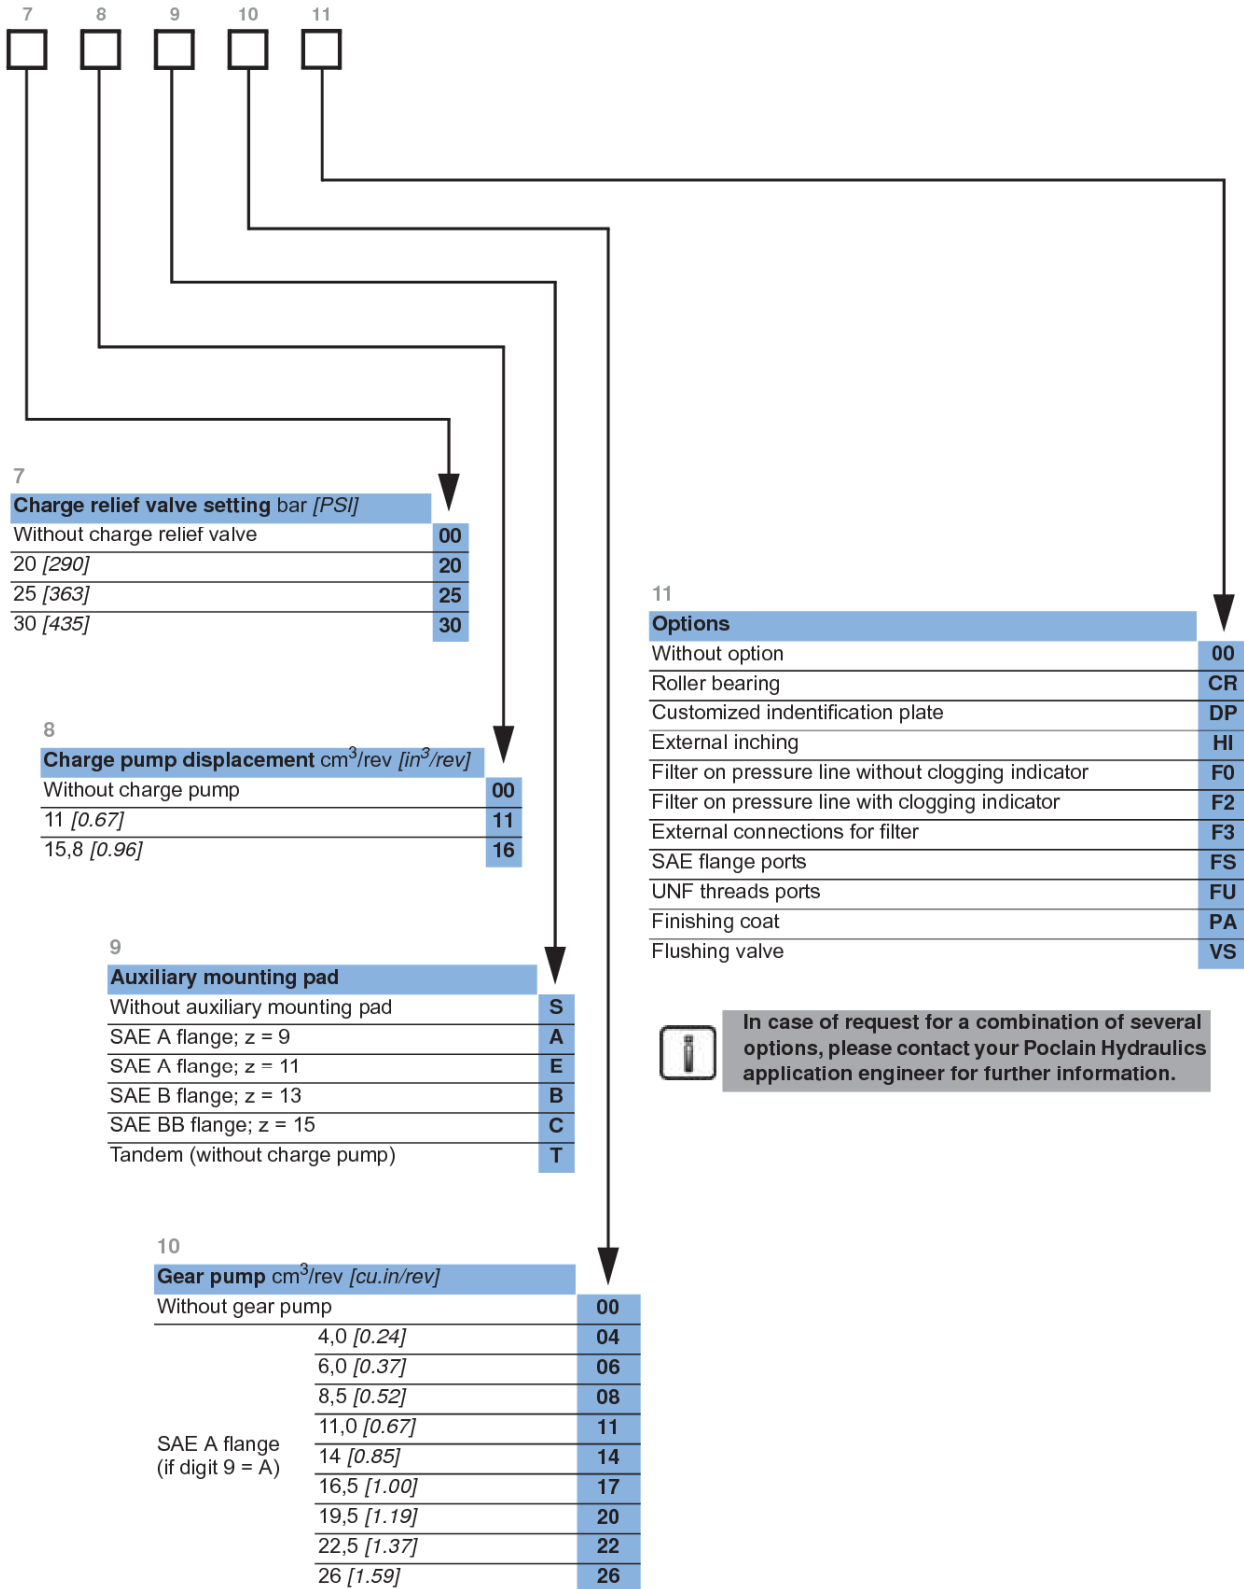 7 8 9 10 11
7
Charge relief valve setting bar [PSI]
Without charge relief valve 00
20 [290] 20
25 [363] 25
30 [435] 30
8
Charge pump displacement cm³/rev [in³/rev]
Without charge pump 00
11 [0.67] 11
15,8 [0.96] 16
9
Auxiliary mounting pad
Without auxiliary mounting pad S
SAE A flange; z = 9 A
SAE A flange; z = 11 E
SAE B flange; z = 13 B
SAE BB flange; z = 15 C
Tandem (without charge pump) T
10
Gear pump cm³/rev [cu.in/rev]
Without gear pump 00
SAE A flange
(if digit 9 = A)
4,0 [0.24] 04
6,0 [0.37] 06
8,5 [0.52] 08
11,0 [0.67] 11
14 [0.85] 14
16,5 [1.00] 17
19,5 [1.19] 20
22,5 [1.37] 22
26 [1.59] 26
11
Options
Without option 00
Roller bearing CR
Customized indentification plate DP
External inching HI
Filter on pressure line without clogging indicator F0
Filter on pressure line with clogging indicator F2
External connections for filter F3
SAE flange ports FS
UNF threads ports FU
Finishing coat PA
Flushing valve VS
In case of request for a combination of several
options, please contact your Poclain Hydraulics
application engineer for further information.